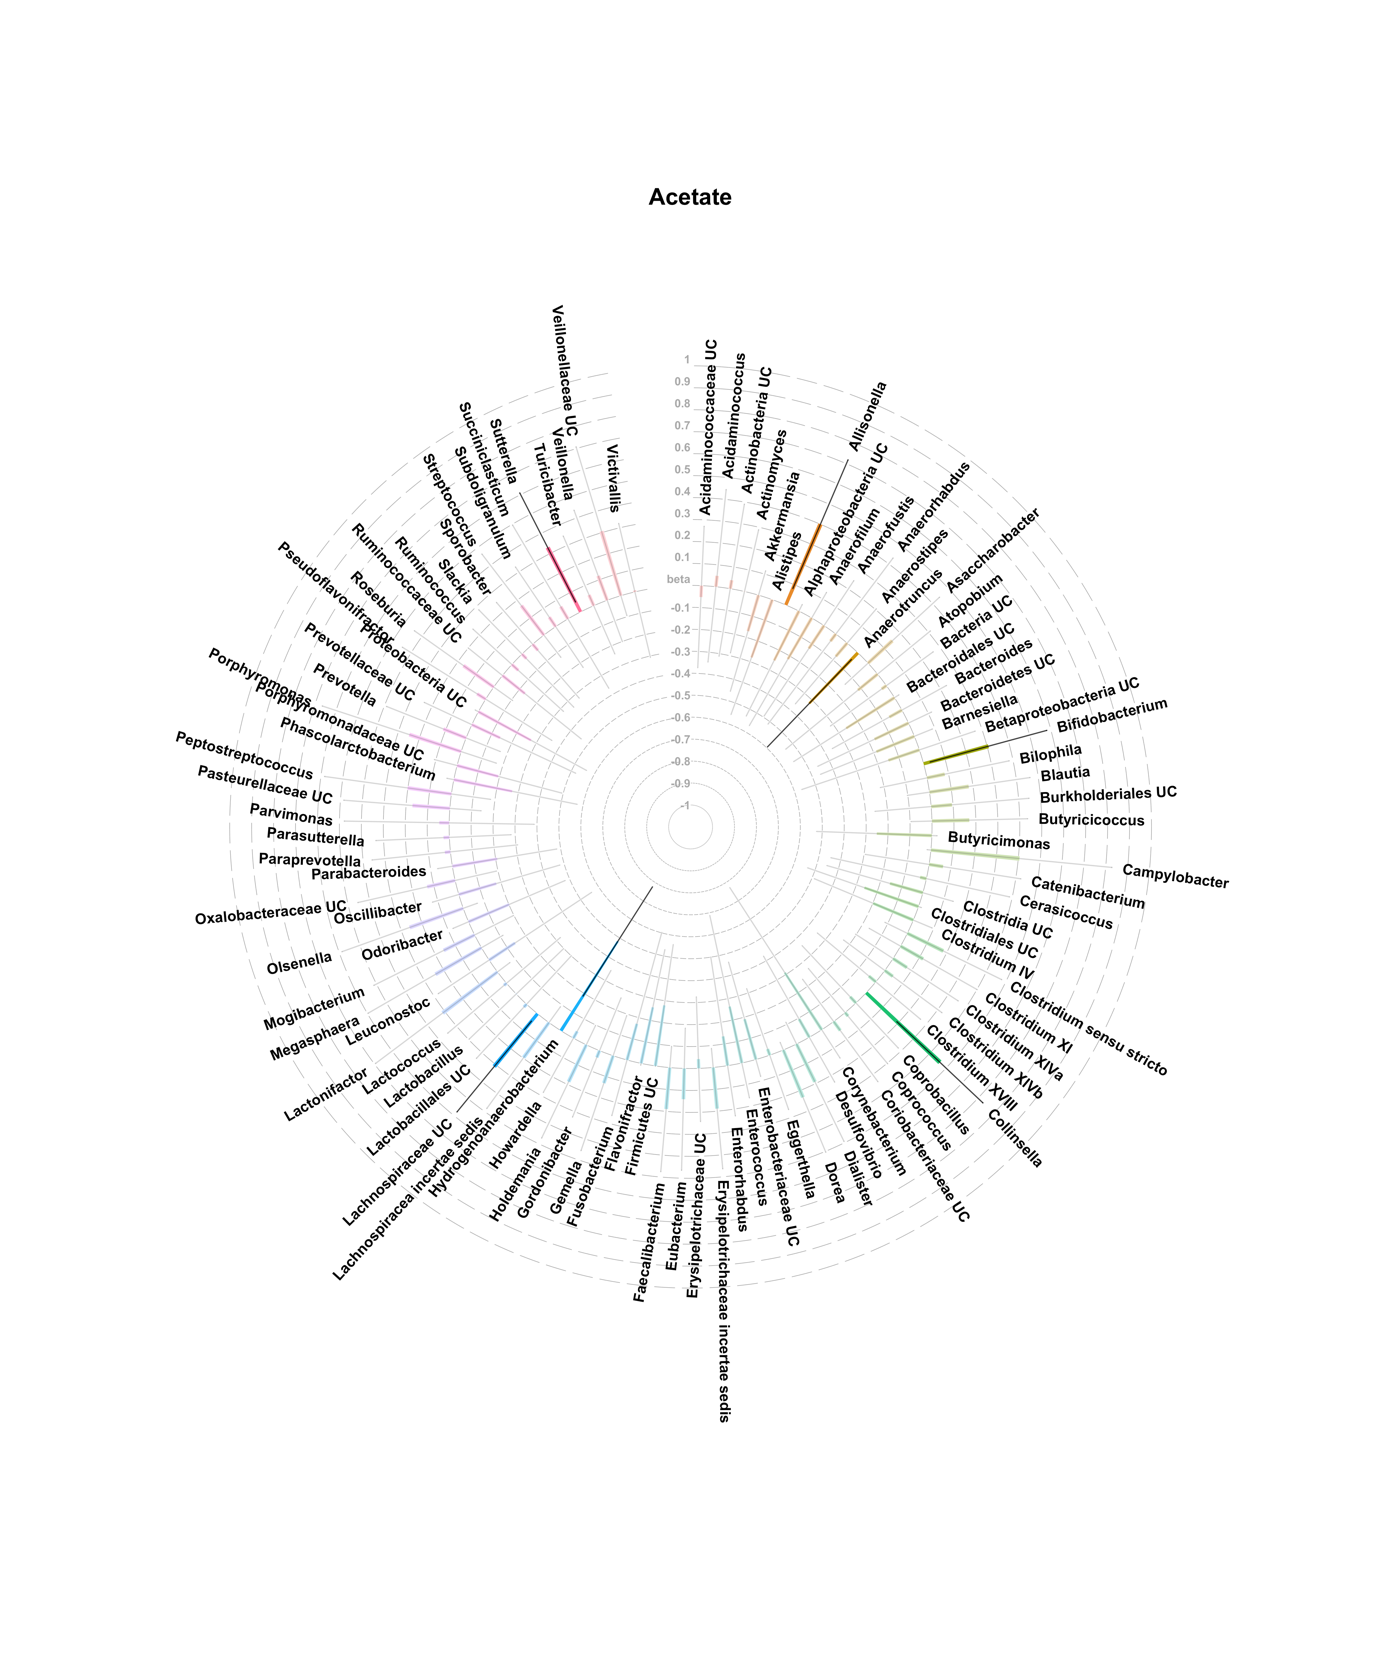 Acetate
1
0.9
0.8
0.7
0.6
0.5
0.4
0.3
0.2
0.1
beta
-0.1
-0.2
-0.3
-0.4
-0.5
-0.6
-0.7
-0.8
-0.9
-1
Acidaminococcaceae UC
Acidaminococcus
Actinobacteria UC
Actinomyces
Akkermansia
Alistipes
Allisonella
Alphaproteobacteria UC
Anaerofilum
Anaerofustis
Anaerorhabdus
Anaerostipes
Anaerotruncus
Asaccharobacter
Atopobium
Bacteria UC
Bacteroidales UC
Bacteroides
Bacteroidetes UC
Barnesiella
Betaproteobacteria UC
Bifidobacterium
Bilophila
Blautia
Burkholderiales UC
Butyricicoccus
Butyricimonas
Campylobacter
Catenibacterium
Cerasicoccus
Clostridia UC
Clostridiales UC
Clostridium IV
Clostridium sensu stricto
Clostridium XI
Clostridium XIVa
Clostridium XIVb
Clostridium XVIII
Collinsella
Coprobacillus
Coprococcus
Coriobacteriaceae UC
Corynebacterium
Desulfovibrio
Dialister
Dorea
Eggerthella
Enterobacteriaceae UC
Enterococcus
Enterorhabdus
Erysipelotrichaceae incertae sedis
Erysipelotrichaceae UC
Eubacterium
Faecalibacterium
Firmicutes UC
Flavonifractor
Fusobacterium
Gemella
Gordonibacter
Holdemania
Howardella
Hydrogenoanaerobacterium
Lachnospiracea incertae sedis
Lachnospiraceae UC
Lactobacillales UC
Lactobacillus
Lactococcus
Lactonifactor
Leuconostoc
Megasphaera
Mogibacterium
Odoribacter
Olsenella
Oscillibacter
Oxalobacteraceae UC
Parabacteroides
Paraprevotella
Parasutterella
Parvimonas
Pasteurellaceae UC
Peptostreptococcus
Phascolarctobacterium
Porphyromonadaceae UC
Porphyromonas
Prevotella
Prevotellaceae UC
Proteobacteria UC
Pseudoflavonifractor
Roseburia
Ruminococcaceae UC
Ruminococcus
Slackia
Sporobacter
Streptococcus
Subdoligranulum
Succiniclasticum
Sutterella
Turicibacter
Veillonella
Veillonellaceae UC
Victivallis